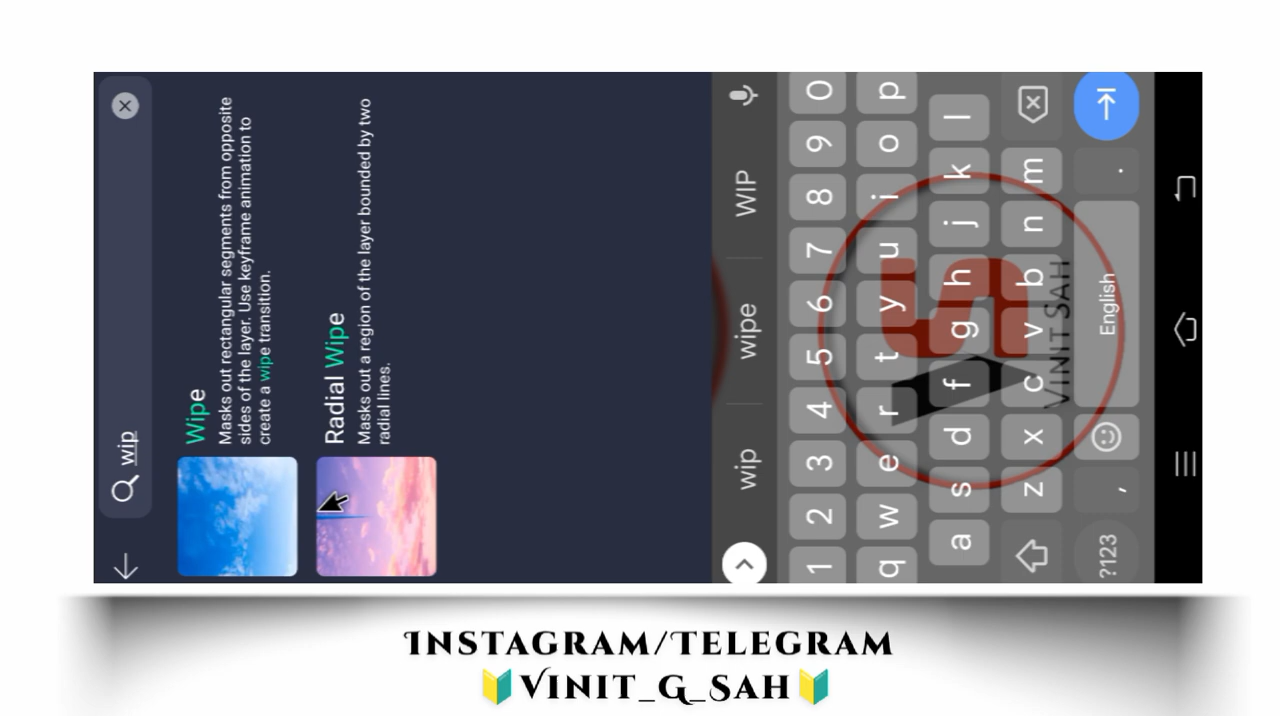 wip
Wipe
Masks out rectangular segments from opposite
sides of the layer. Use keyframe animation to
create a wipe transition.
Radial Wipe
Masks out a region of the layer bounded by two
radial lines.
wip wipe WIP
1 2 3 4 5 6 7 8 9 0
q w e r t y u i o p
a s d f g h j k l
z x c v b n m
?123 , English .
VS
VINIT SAH
INSTAGRAM/TELEGRAM
🔰VINIT_G_SAH🔰